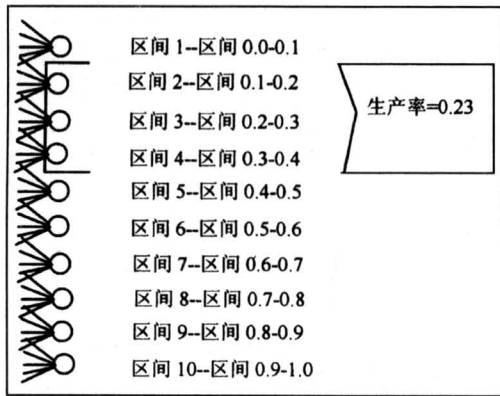 区间 1--区间 0.0-0.1
区间 2--区间 0.1-0.2
区间 3--区间 0.2-0.3
区间 4--区间 0.3-0.4
区间 5--区间 0.4-0.5
区间 6--区间 0.5-0.6
区间 7--区间 0.6-0.7
区间 8--区间 0.7-0.8
区间 9--区间 0.8-0.9
区间 10--区间 0.9-1.0
生产率=0.23